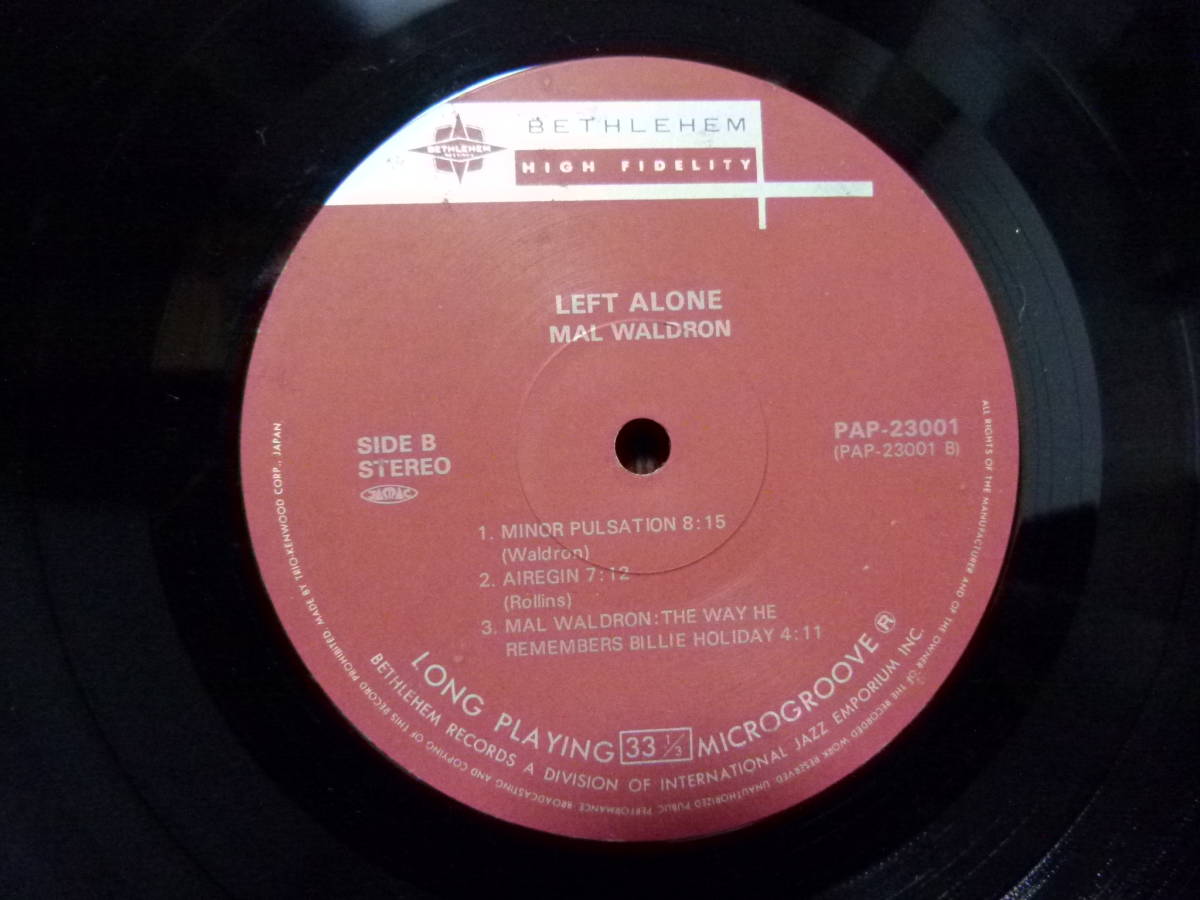 BETHLEHEM
RECORDS
BETHLEHEM
HIGH FIDELITY
LEFT ALONE
MAL WALDRON
SIDE B
STEREO
JASRAC
PAP-23001
(PAP-23001 B)
1. MINOR PULSATION 8:15
(Waldron)
2. AIREGIN 7:12
(Rollins)
3. MAL WALDRON:THE WAY HE
REMEMBERS BILLIE HOLIDAY 4:11
LONG PLAYING 33 1/3 MICROGROOVE ®
BETHLEHEM RECORDS A DIVISION OF INTERNATIONAL JAZZ EMPORIUM INC.
ALL RIGHTS OF THE MANUFACTURER AND OF THE OWNER OF THE RECORDED WORK RESERVED. UNAUTHORIZED PUBLIC PERFORMANCE BROADCASTING AND COPYING OF THIS RECORD PROHIBITED. MADE BY TRIO-KENWOOD CORP., JAPAN